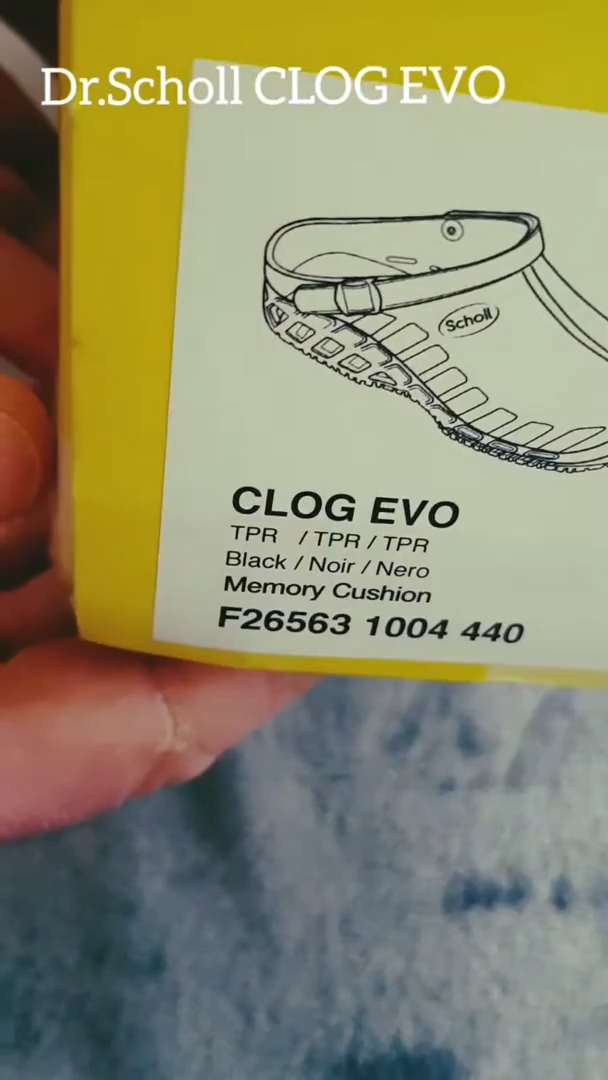 Dr.Scholl CLOG EVO
Scholl
CLOG EVO
TPR / TPR / TPR
Black / Noir / Nero
Memory Cushion
F26563 1004 440